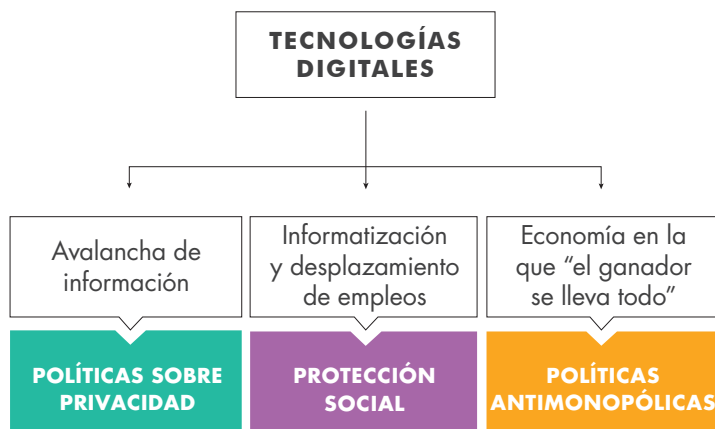 TECNOLOGÍAS
DIGITALES
Avalancha de
información
Informatización
y desplazamiento
de empleos
Economía en la
que “el ganador
se lleva todo”
POLÍTICAS SOBRE
PRIVACIDAD
PROTECCIÓN
SOCIAL
POLÍTICAS
ANTIMONOPÓLICAS